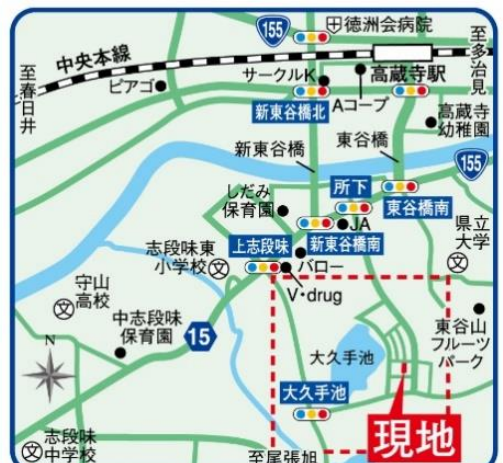 155
徳洲会病院
至多治見
中央本線
サークルK
高蔵寺駅
至春日井
ピアゴ
Aコープ
新東谷橋北
高蔵寺
幼稚園
新東谷橋
東谷橋
155
しだみ
保育園
所下
東谷橋南
JA
県立
大学
上志段味
新東谷橋南
志段味東
小学校
文
バロー
文
V・drug
守山
高校
文
中志段味
保育園
15
東谷山
フルーツ
パーク
N
大久手池
大久手池
現地
志段味
中学校
文
至尾張旭